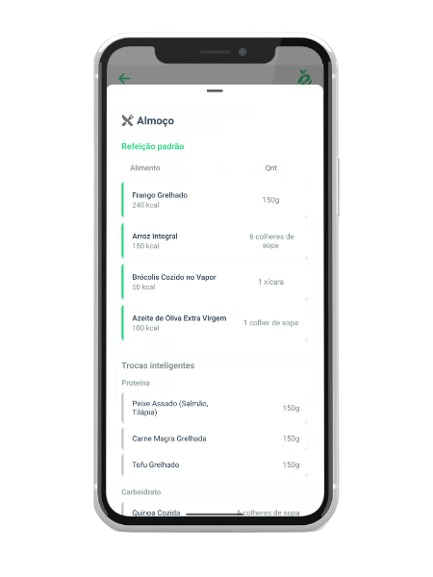 Almoço
Refeição padrão
Alimento Qnt
Frango Grelhado
240 kcal
150g
Arroz Integral
150 kcal
6 colheres de
sopa
Brócolis Cozido no Vapor
50 kcal
1 xícara
Azeite de Oliva Extra Virgem
100 kcal
1 colher de sopa
Trocas inteligentes
Proteína
Peixe Assado (Salmão,
Tilápia)
150g
Carne Magra Grelhada 150g
Tofu Grelhado 150g
Carboidrato
Quinoa Cozida 6 colheres de sopa